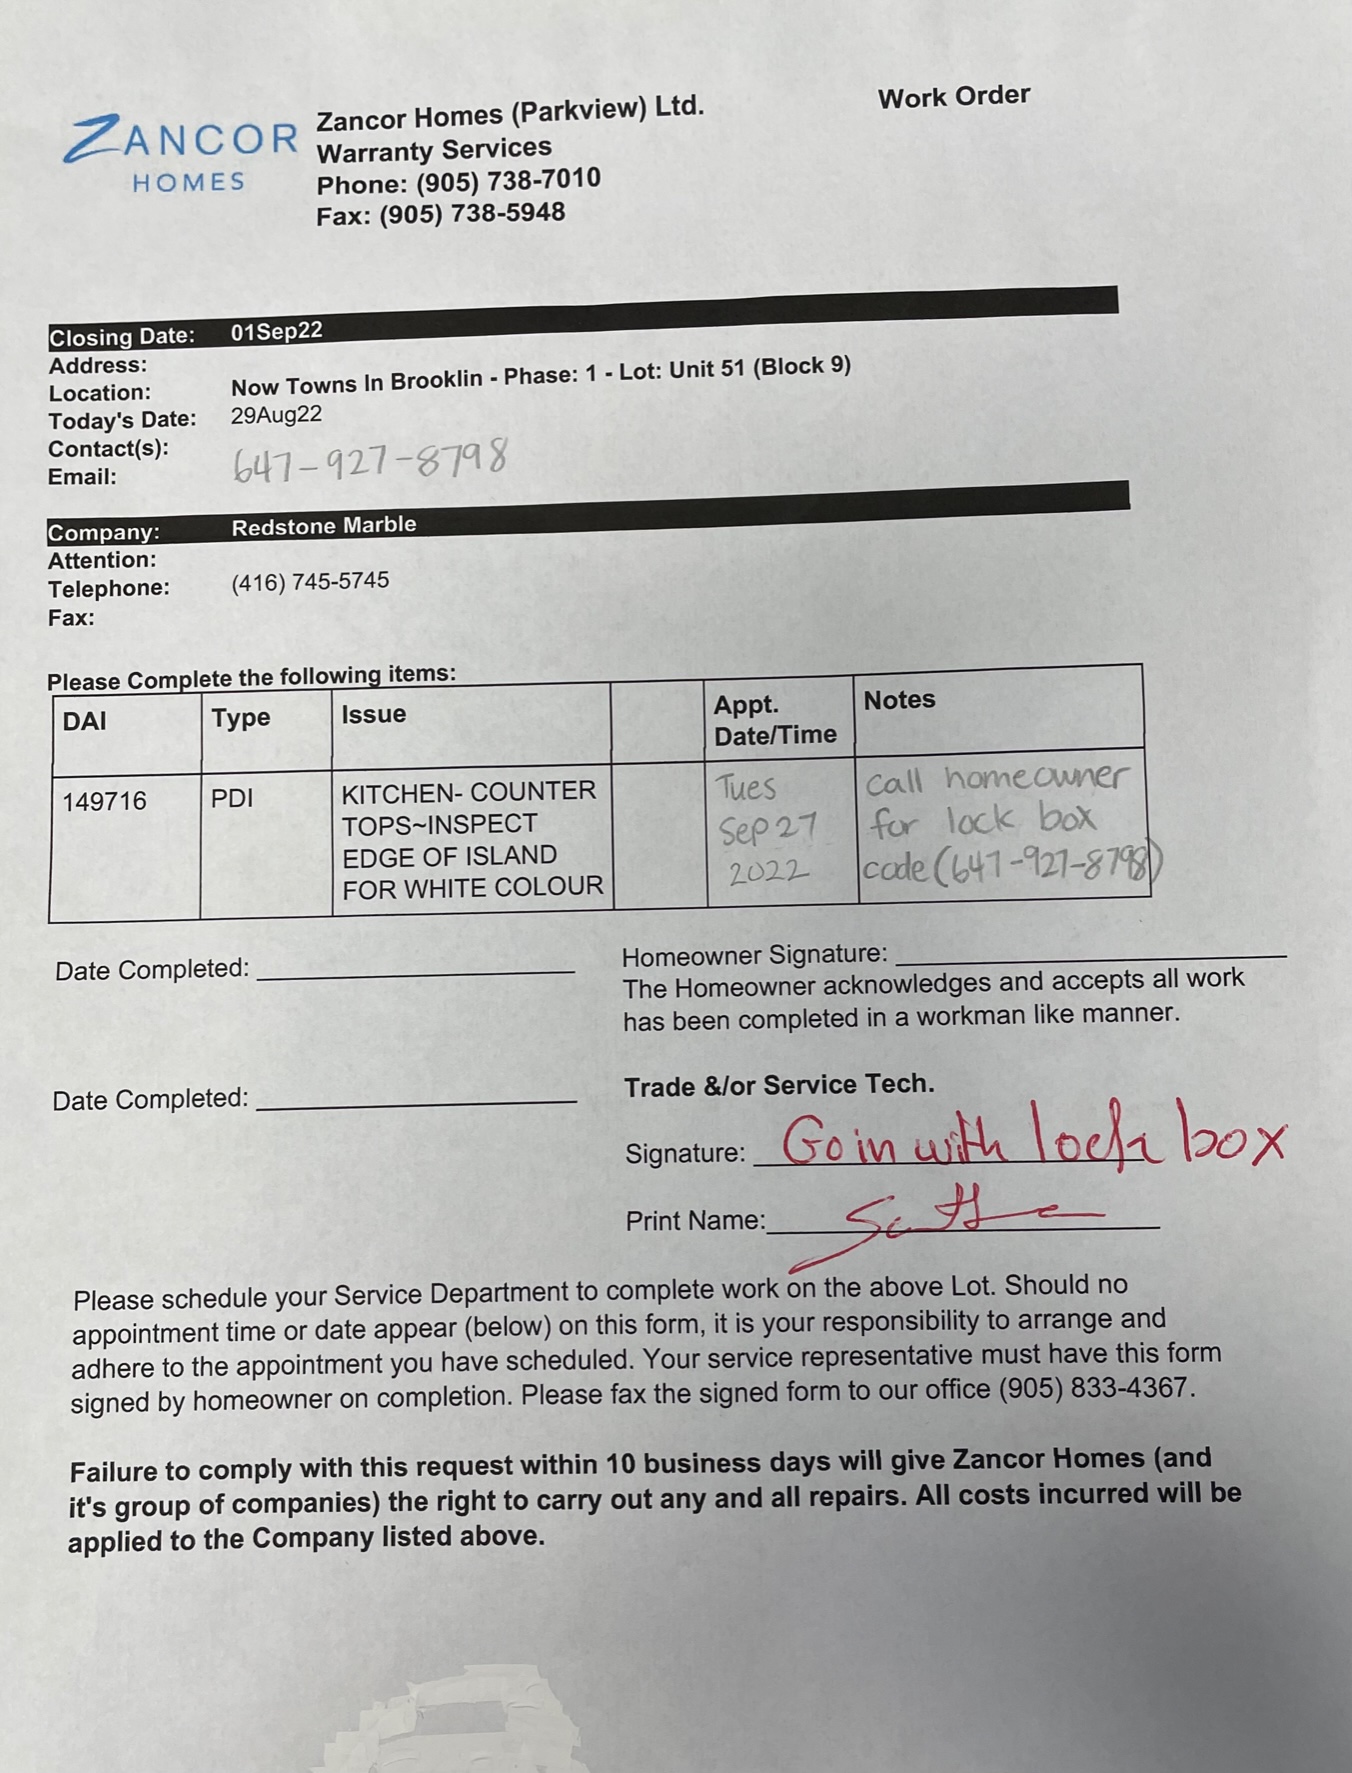 ZANCOR
HOMES
Zancor Homes (Parkview) Ltd.
Warranty Services
Phone: (905) 738-7010
Fax: (905) 738-5948
Work Order
Closing Date: 01Sep22
Address:
Location: Now Towns In Brooklin - Phase: 1 - Lot: Unit 51 (Block 9)
Today's Date: 29Aug22
Contact(s):
647-927-8798
Email:
Company: Redstone Marble
Attention:
Telephone: (416) 745-5745
Fax:
Please Complete the following items:
DAI
Type
Issue
Appt.
Date/Time
Notes
149716
PDI
KITCHEN- COUNTER
TOPS~INSPECT
EDGE OF ISLAND
FOR WHITE COLOUR
Tues
Sep 27
2022
call homeowner
for lock box
code (647-927-8798)
Date Completed:
Homeowner Signature:
The Homeowner acknowledges and accepts all work
has been completed in a workman like manner.
Date Completed:
Trade &/or Service Tech.
Signature: Go in with lock box
Print Name:
Please schedule your Service Department to complete work on the above Lot. Should no
appointment time or date appear (below) on this form, it is your responsibility to arrange and
adhere to the appointment you have scheduled. Your service representative must have this form
signed by homeowner on completion. Please fax the signed form to our office (905) 833-4367.
Failure to comply with this request within 10 business days will give Zancor Homes (and
it's group of companies) the right to carry out any and all repairs. All costs incurred will be
applied to the Company listed above.